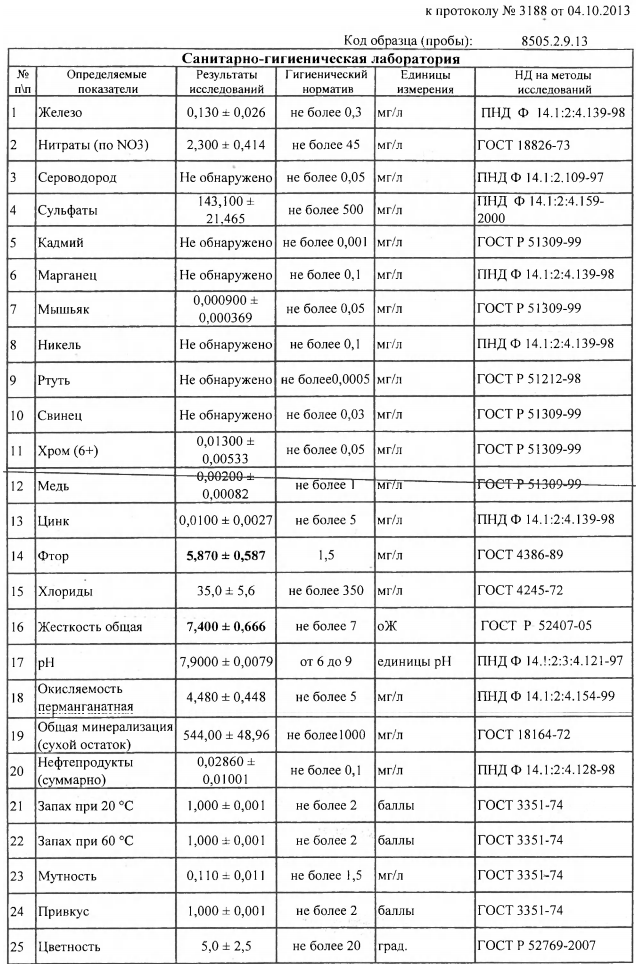 к протоколу № 3188 от 04.10.2013
Код образца (пробы): 8505.2.9.13
Санитарно-гигиеническая лаборатория
№ п\п Определяемые показатели Результаты исследований Гигиенический норматив Единицы измерения НД на методы исследований
1 Железо 0,130 ± 0,026 не более 0,3 мг/л ПНД Ф 14.1:2:4.139-98
2 Нитраты (по NO3) 2,300 ± 0,414 не более 45 мг/л ГОСТ 18826-73
3 Сероводород Не обнаружено не более 0,05 мг/л ПНД Ф 14.1:2.109-97
4 Сульфаты 143,100 ± 21,465 не более 500 мг/л ПНД Ф 14.1:2:4.159-2000
5 Кадмий Не обнаружено не более 0,001 мг/л ГОСТ Р 51309-99
6 Марганец Не обнаружено не более 0,1 мг/л ПНД Ф 14.1:2:4.139-98
7 Мышьяк 0,000900 ± 0,000369 не более 0,05 мг/л ГОСТ Р 51309-99
8 Никель Не обнаружено не более 0,1 мг/л ПНД Ф 14.1:2:4.139-98
9 Ртуть Не обнаружено не более0,0005 мг/л ГОСТ Р 51212-98
10 Свинец Не обнаружено не более 0,03 мг/л ГОСТ Р 51309-99
11 Хром (6+) 0,01300 ± 0,00533 не более 0,05 мг/л ГОСТ Р 51309-99
12 Медь 0,00200 ± 0,00082 не более 1 мг/л ГОСТ Р 51309-99
13 Цинк 0,0100 ± 0,0027 не более 5 мг/л ПНД Ф 14.1:2:4.139-98
14 Фтор 5,870 ± 0,587 1,5 мг/л ГОСТ 4386-89
15 Хлориды 35,0 ± 5,6 не более 350 мг/л ГОСТ 4245-72
16 Жесткость общая 7,400 ± 0,666 не более 7 оЖ ГОСТ Р 52407-05
17 pH 7,9000 ± 0,0079 от 6 до 9 единицы pH ПНД Ф 14.!:2:3:4.121-97
18 Окисляемость перманганатная 4,480 ± 0,448 не более 5 мг/л ПНД Ф 14.1:2:4.154-99
19 Общая минерализация (сухой остаток) 544,00 ± 48,96 не более1000 мг/л ГОСТ 18164-72
20 Нефтепродукты (суммарно) 0,02860 ± 0,01001 не более 0,1 мг/л ПНД Ф 14.1:2:4.128-98
21 Запах при 20 °C 1,000 ± 0,001 не более 2 баллы ГОСТ 3351-74
22 Запах при 60 °C 1,000 ± 0,001 не более 2 баллы ГОСТ 3351-74
23 Мутность 0,110 ± 0,011 не более 1,5 мг/л ГОСТ 3351-74
24 Привкус 1,000 ± 0,001 не более 2 баллы ГОСТ 3351-74
25 Цветность 5,0 ± 2,5 не более 20 град. ГОСТ Р 52769-2007